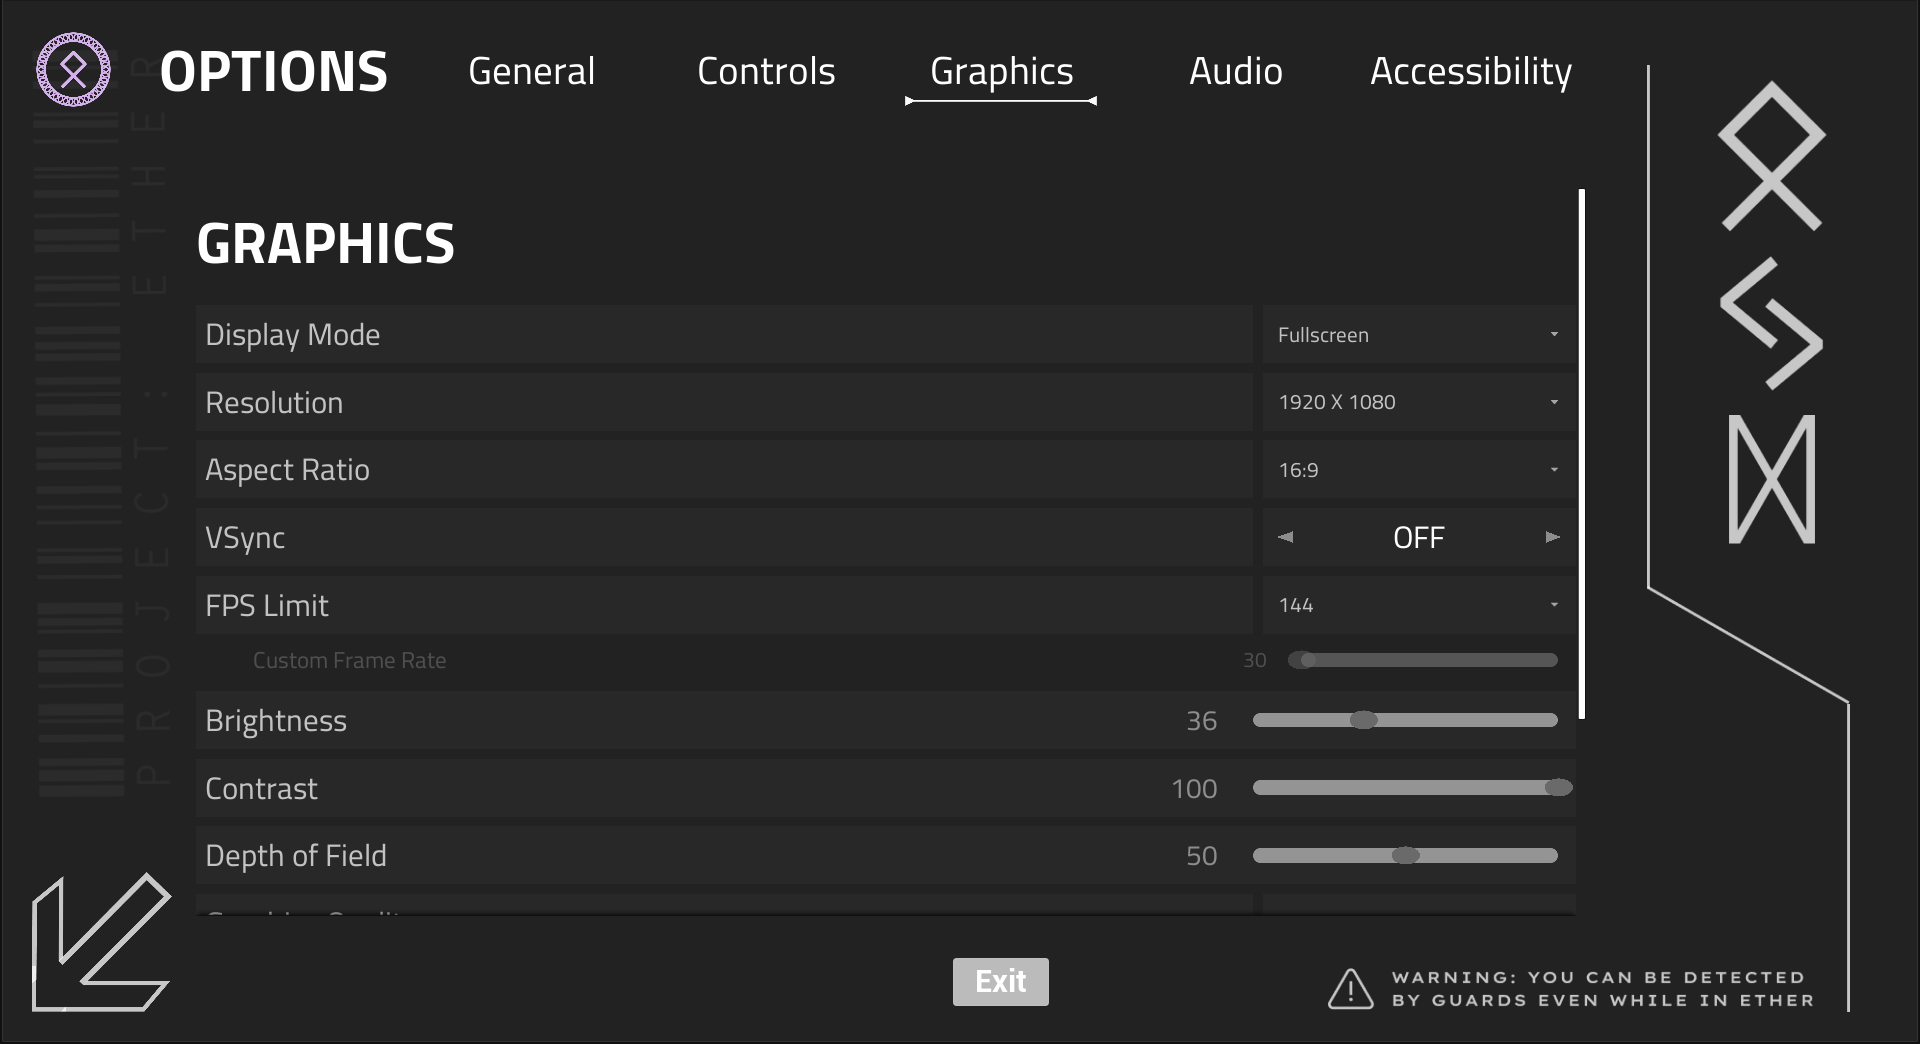 OPTIONS General Controls Graphics Audio Accessibility
PROJECT: ETHER
GRAPHICS
Display Mode Fullscreen
Resolution 1920 X 1080
Aspect Ratio 16:9
VSync OFF
FPS Limit 144
Custom Frame Rate 30
Brightness 36
Contrast 100
Depth of Field 50
Exit
WARNING: YOU CAN BE DETECTED
BY GUARDS EVEN WHILE IN ETHER